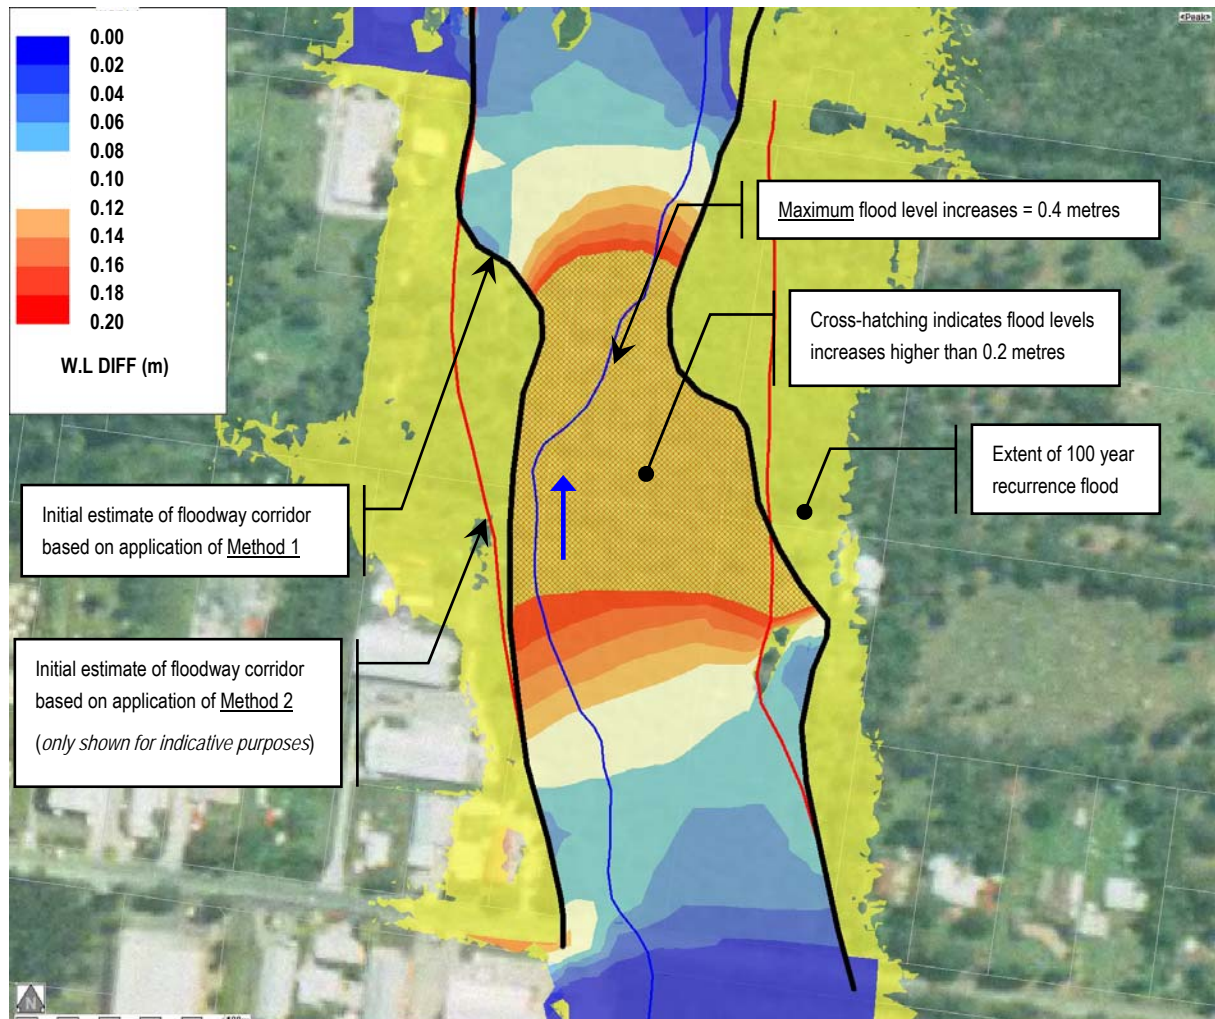 <Peak>
0.00
0.02
0.04
0.06
0.08
0.10
0.12
0.14
0.16
0.18
0.20
W.L DIFF (m)
Maximum flood level increases = 0.4 metres
Cross-hatching indicates flood levels
increases higher than 0.2 metres
Extent of 100 year
recurrence flood
Initial estimate of floodway corridor
based on application of Method 1
Initial estimate of floodway corridor
based on application of Method 2
(only shown for indicative purposes)
N